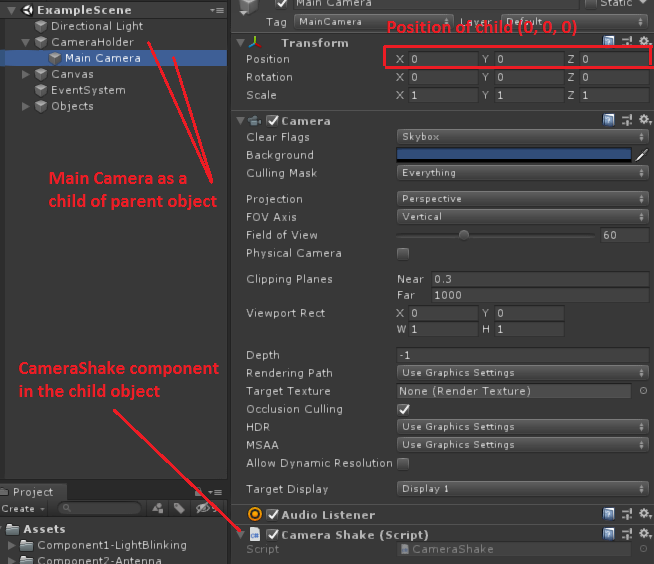 ExampleScene
Directional Light
CameraHolder
Main Camera
Canvas
EventSystem
Objects
Main Camera as a
child of parent object
CameraShake component
in the child object
Project
Create
Assets
Component1-LightBlinking
Component2-Antenna
Main Camera Static
Tag MainCamera Layer Default
Position of child (0, 0, 0)
Transform
Position X 0 Y 0 Z 0
Rotation X 0 Y 0 Z 0
Scale X 1 Y 1 Z 1
Camera
Clear Flags Skybox
Background
Culling Mask Everything
Projection Perspective
FOV Axis Vertical
Field of View 60
Physical Camera
Clipping Planes Near 0.3
Far 1000
Viewport Rect X 0 Y 0
W 1 H 1
Depth -1
Rendering Path Use Graphics Settings
Target Texture None (Render Texture)
Occlusion Culling
HDR Use Graphics Settings
MSAA Use Graphics Settings
Allow Dynamic Resolution
Target Display Display 1
Audio Listener
Camera Shake (Script)
Script CameraShake